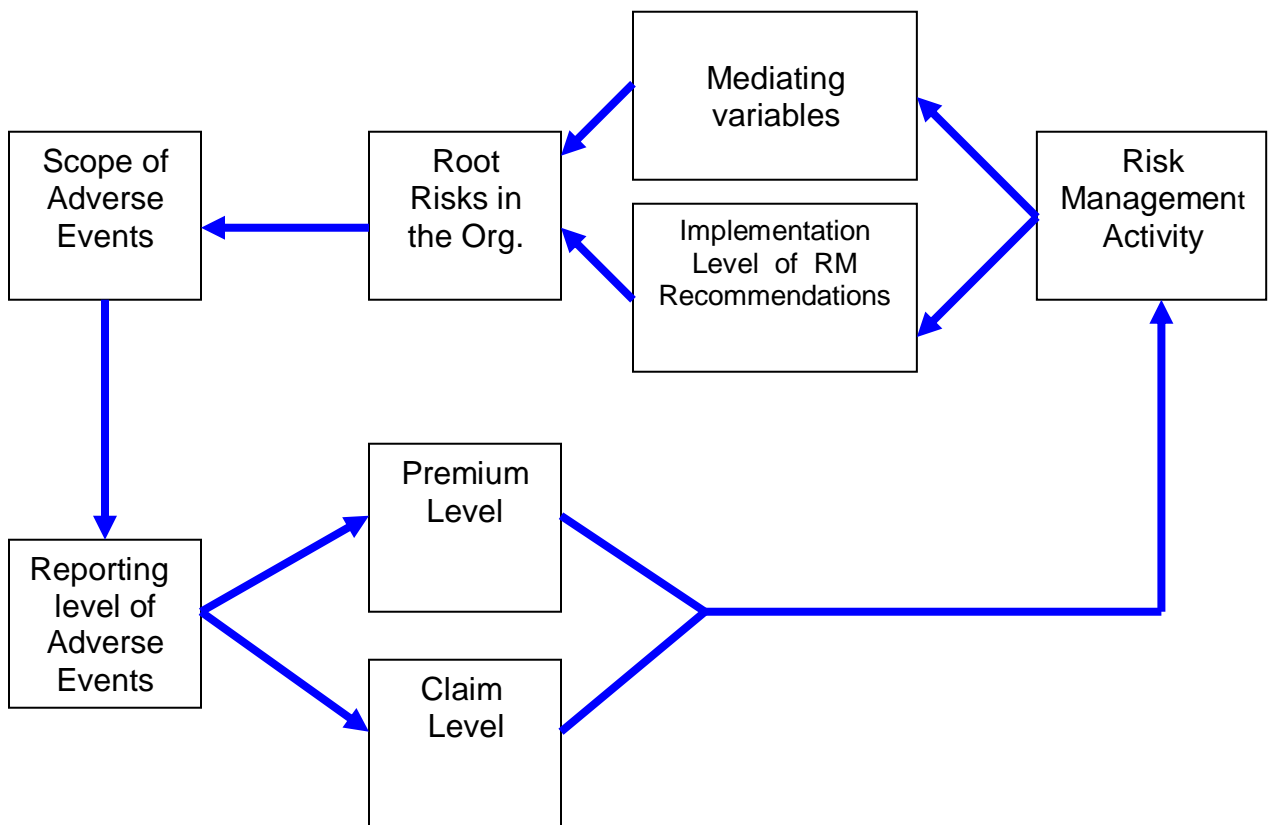 Mediating
variables
Scope of
Adverse
Events
Root
Risks in
the Org.
Risk
Management
Activity
Implementation
Level of RM
Recommendations
Premium
Level
Reporting
level of
Adverse
Events
Claim
Level